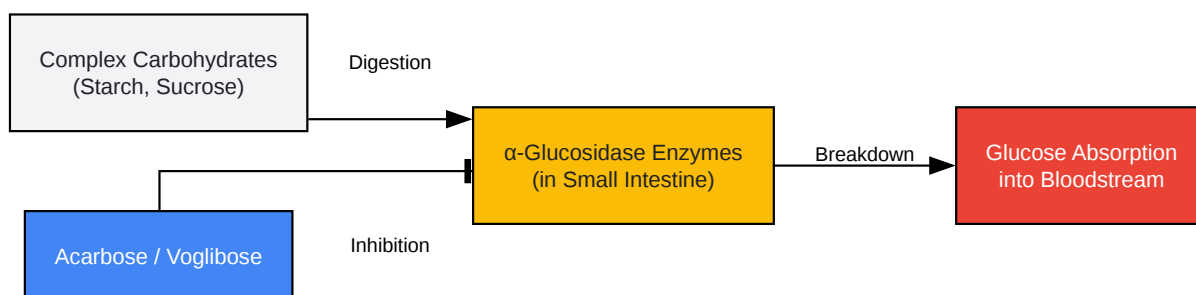 Complex Carbohydrates
(Starch, Sucrose)
Digestion
α-Glucosidase Enzymes
(in Small Intestine)
Breakdown
Glucose Absorption
into Bloodstream
Acarbose / Voglibose
Inhibition